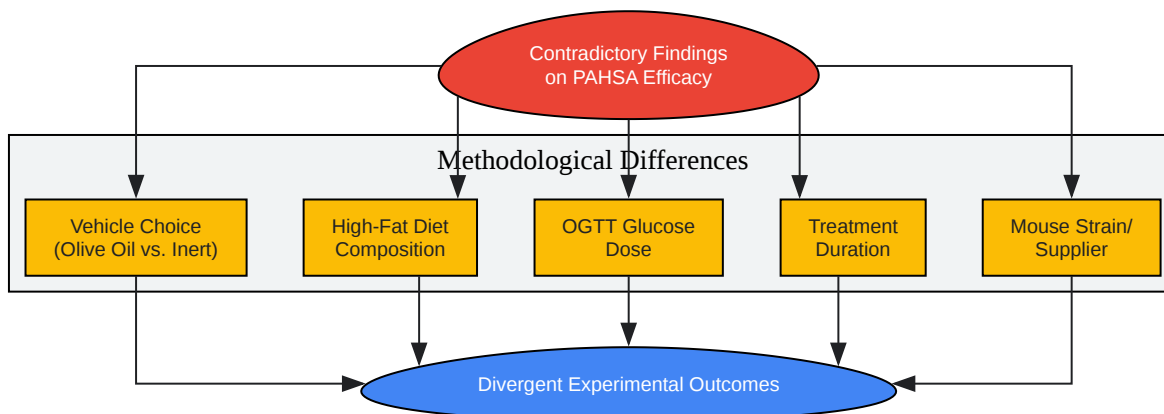 Contradictory Findings
on PAHSA Efficacy
Methodological Differences
Vehicle Choice
(Olive Oil vs. Inert)
High-Fat Diet
Composition
OGTT Glucose
Dose
Treatment
Duration
Mouse Strain/
Supplier
Divergent Experimental Outcomes